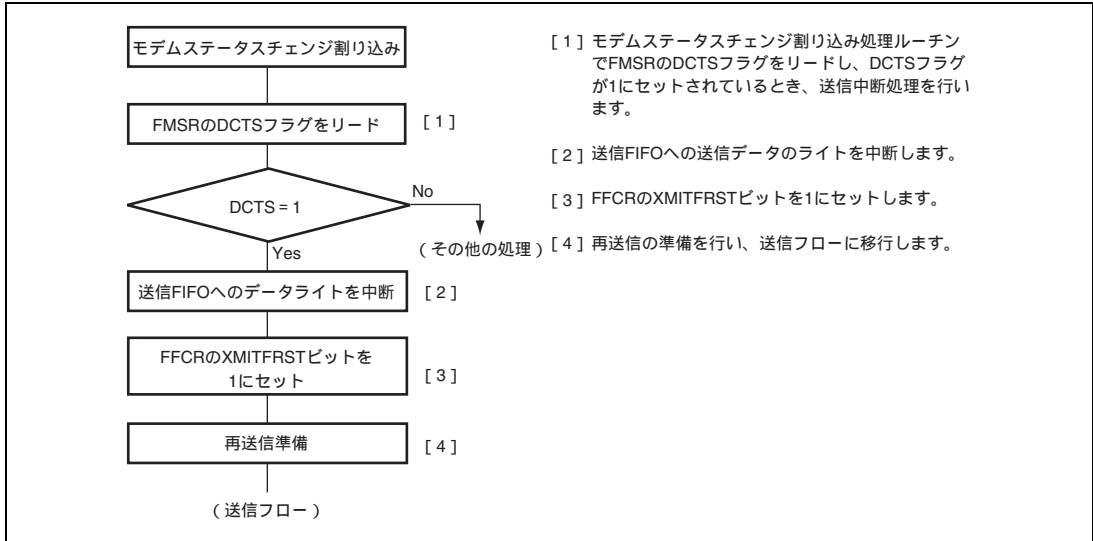 モデムステータスチェンジ割り込み
FMSRのDCTSフラグをリード
[1]
DCTS = 1
No
Yes
(その他の処理)
送信FIFOへのデータライトを中断
[2]
FFCRのXMITFRSTビットを
1にセット
[3]
再送信準備
[4]
(送信フロー)
[1] モデムステータスチェンジ割り込み処理ルーチン
でFMSRのDCTSフラグをリードし、DCTSフラグ
が1にセットされているとき、送信中断処理を行い
ます。
[2] 送信FIFOへの送信データのライトを中断します。
[3] FFCRのXMITFRSTビットを1にセットします。
[4] 再送信の準備を行い、送信フローに移行します。